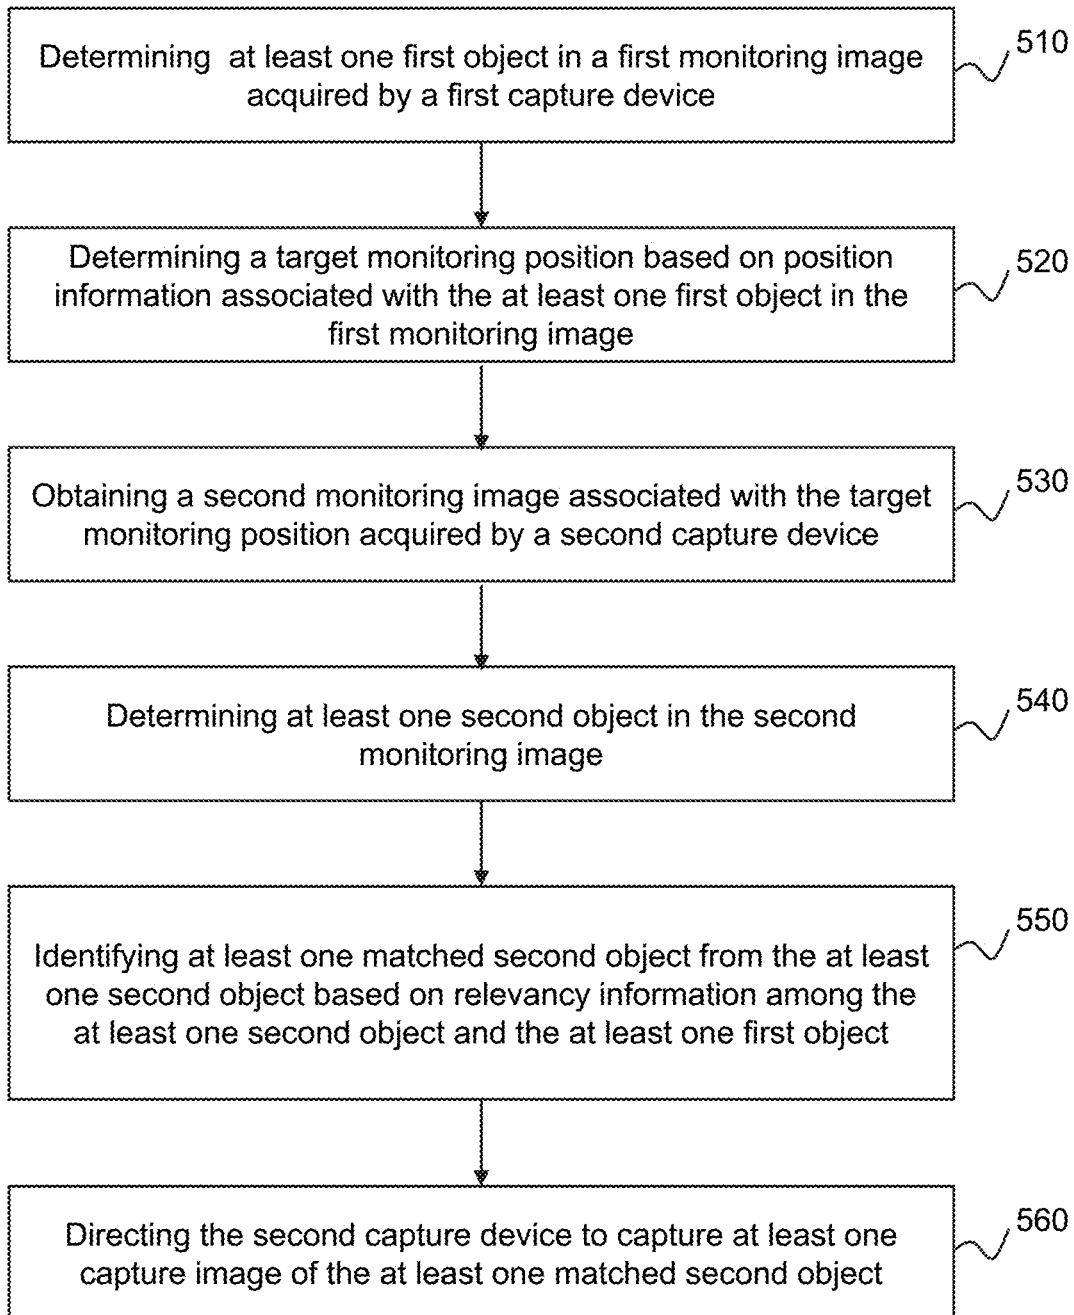 Determining at least one first object in a first monitoring image
acquired by a first capture device
510
Determining a target monitoring position based on position
information associated with the at least one first object in the
first monitoring image
520
Obtaining a second monitoring image associated with the target
monitoring position acquired by a second capture device
530
Determining at least one second object in the second
monitoring image
540
Identifying at least one matched second object from the at least
one second object based on relevancy information among the
at least one second object and the at least one first object
550
Directing the second capture device to capture at least one
capture image of the at least one matched second object
560